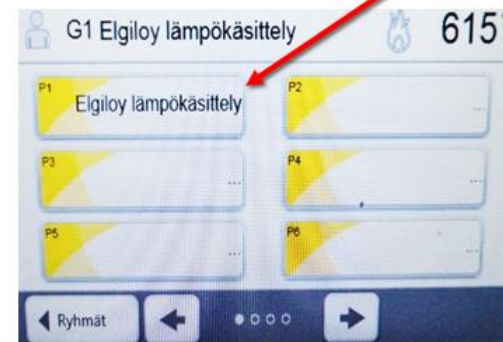 G1 Elgiloy lämpökäsittely 615°
P1 Elgiloy lämpökäsittely
P2 ...
P3 ...
P4 ...
P5 ...
P6 ...
Ryhmät